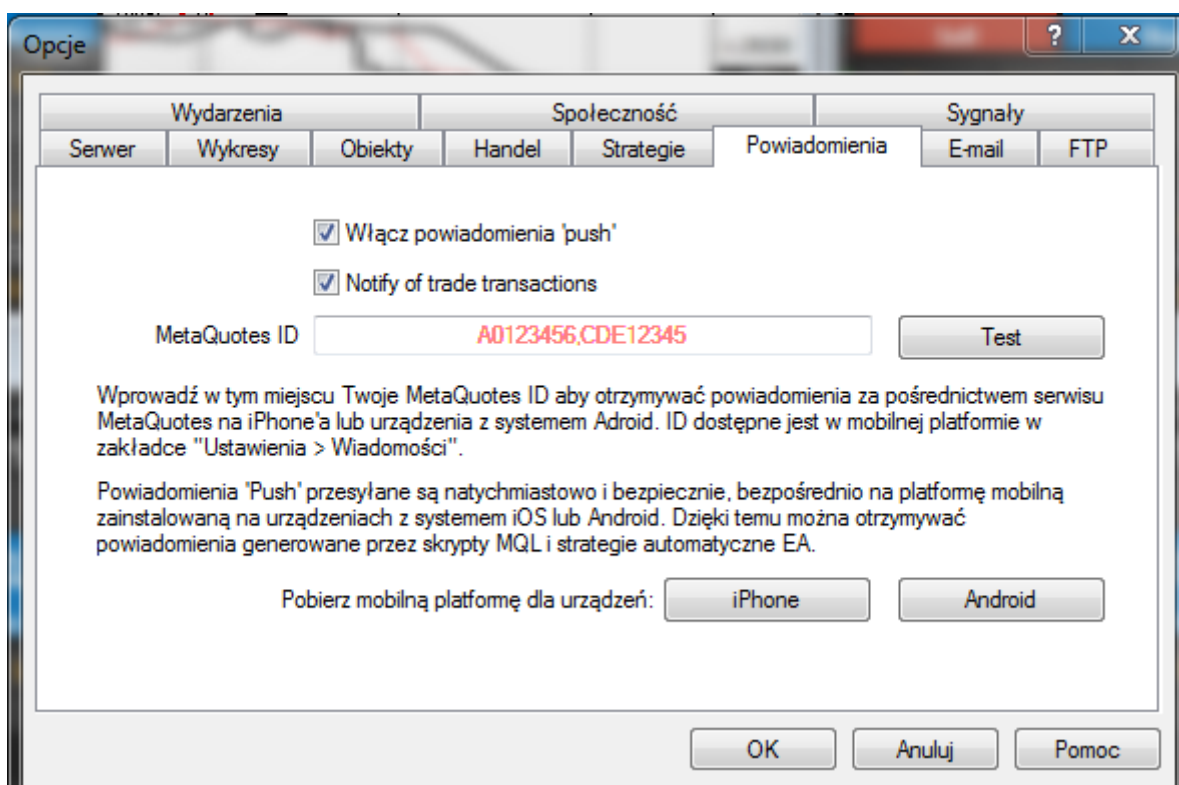 Opcje
Wydarzenia Społeczność Sygnały
Serwer Wykresy Obiekty Handel Strategie Powiadomienia E-mail FTP
Włącz powiadomienia 'push'
Notify of trade transactions
MetaQuotes ID A0123456,CDE12345 Test
Wprowadź w tym miejscu Twoje MetaQuotes ID aby otrzymywać powiadomienia za pośrednictwem serwisu
MetaQuotes na iPhone'a lub urządzenia z systemem Adroid. ID dostępne jest w mobilnej platformie w
zakładce "Ustawienia > Wiadomości".
Powiadomienia 'Push' przesyłane są natychmiastowo i bezpiecznie, bezpośrednio na platformę mobilną
zainstalowaną na urządzeniach z systemem iOS lub Android. Dzięki temu można otrzymywać
powiadomienia generowane przez skrypty MQL i strategie automatyczne EA.
Pobierz mobilną platformę dla urządzeń: iPhone Android
OK Anuluj Pomoc